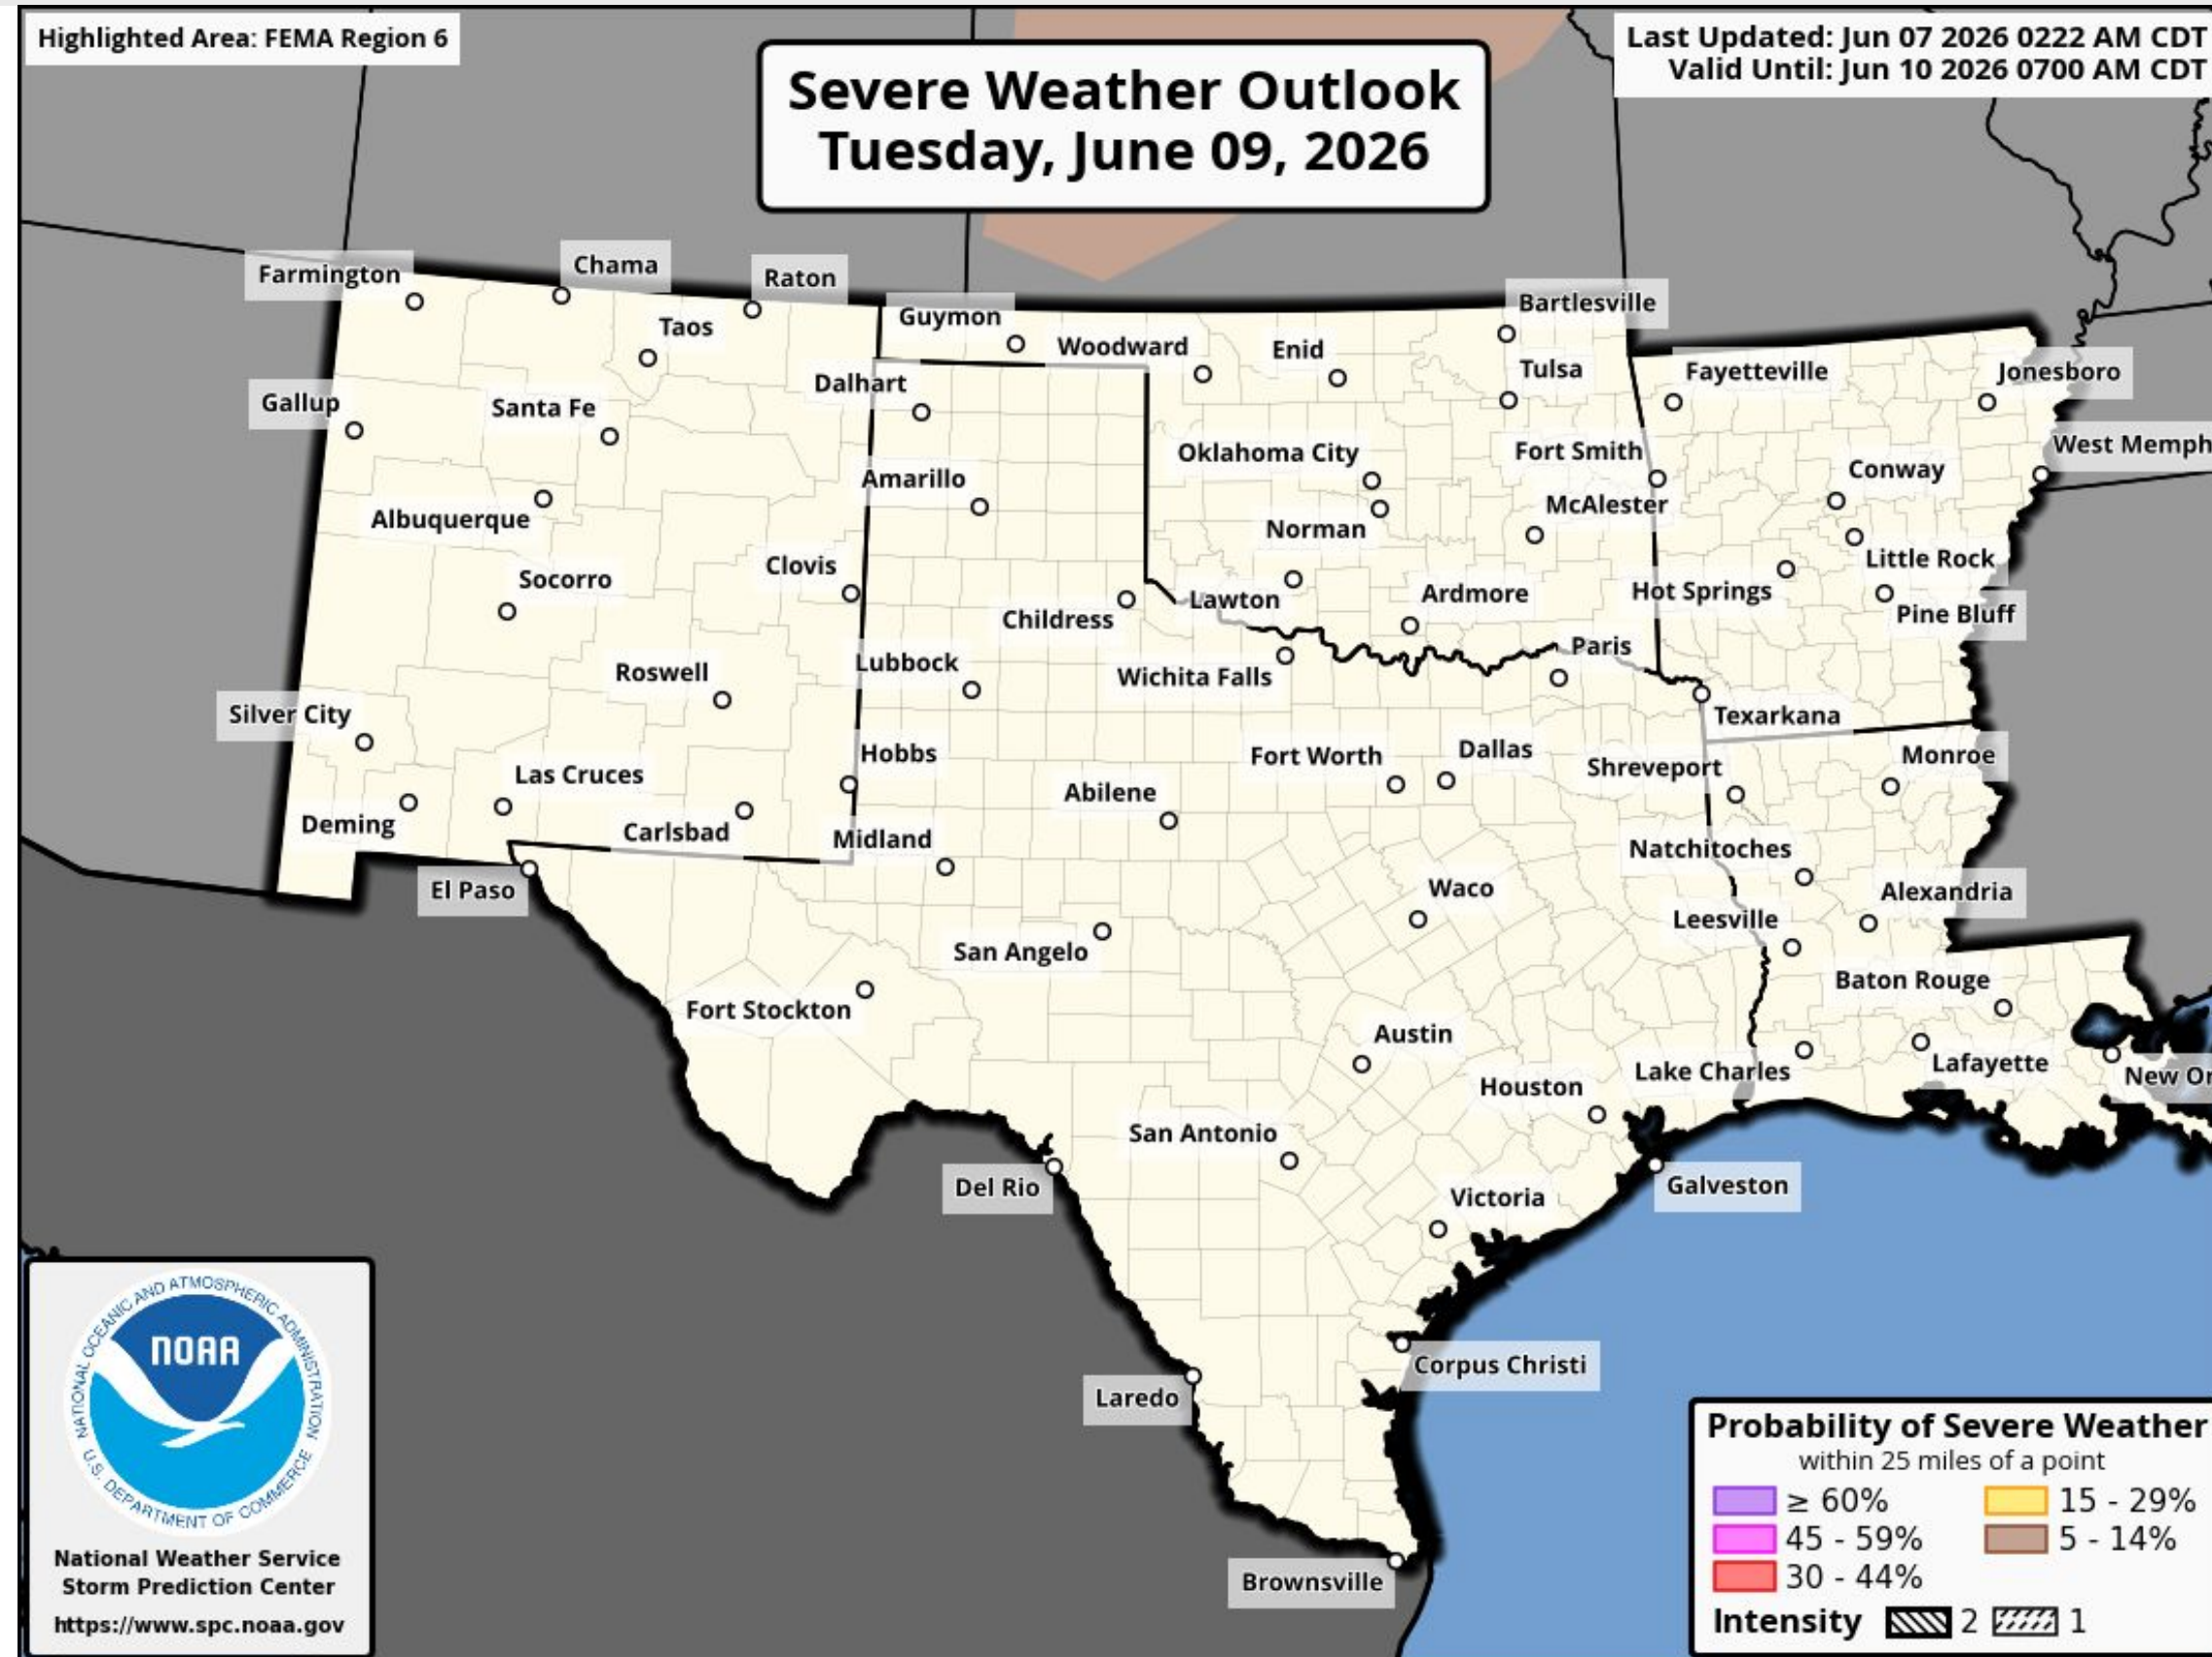 Highlighted Area: FEMA Region 6
Last Updated: Jun 07 2026 0222 AM CDT
Valid Until: Jun 10 2026 0700 AM CDT
Severe Weather Outlook
Tuesday, June 09, 2026
Farmington
Chama
Raton
Taos
Guymon
Woodward
Enid
Bartlesville
Tulsa
Fayetteville
Jonesboro
Gallup
Santa Fe
Dalhart
Oklahoma City
Fort Smith
Conway
West Memph
Albuquerque
Amarillo
Norman
McAlester
Little Rock
Socorro
Clovis
Childress
Lawton
Ardmore
Hot Springs
Pine Bluff
Roswell
Lubbock
Wichita Falls
Paris
Texarkana
Silver City
Las Cruces
Hobbs
Abilene
Fort Worth
Dallas
Shreveport
Monroe
Deming
Carlsbad
Midland
Natchitoches
El Paso
Waco
Alexandria
San Angelo
Leesville
Fort Stockton
Baton Rouge
Austin
Houston
Lake Charles
Lafayette
New Or
San Antonio
Del Rio
Victoria
Galveston
Corpus Christi
Laredo
Brownsville
NATIONAL OCEANIC AND ATMOSPHERIC ADMINISTRATION
NOAA
U.S. DEPARTMENT OF COMMERCE
National Weather Service
Storm Prediction Center
https://www.spc.noaa.gov
Probability of Severe Weather
within 25 miles of a point
≥ 60% 15 - 29%
45 - 59% 5 - 14%
30 - 44%
Intensity 2 1